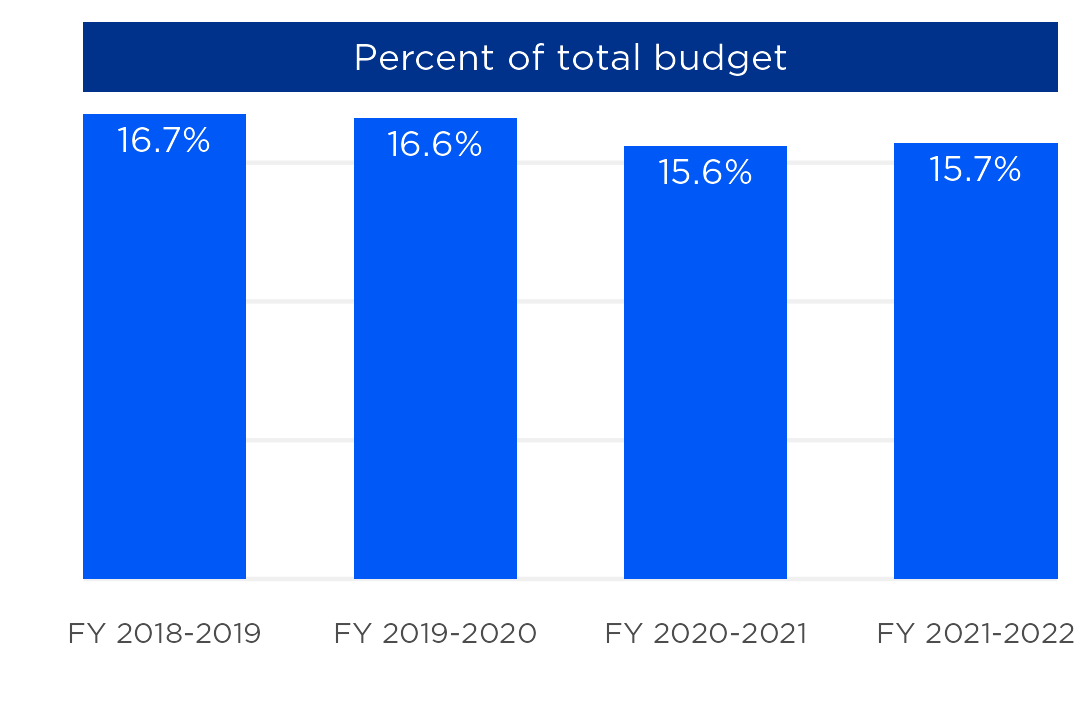 Percent of total budget
16.7%
16.6%
15.6%
15.7%
FY 2018-2019
FY 2019-2020
FY 2020-2021
FY 2021-2022